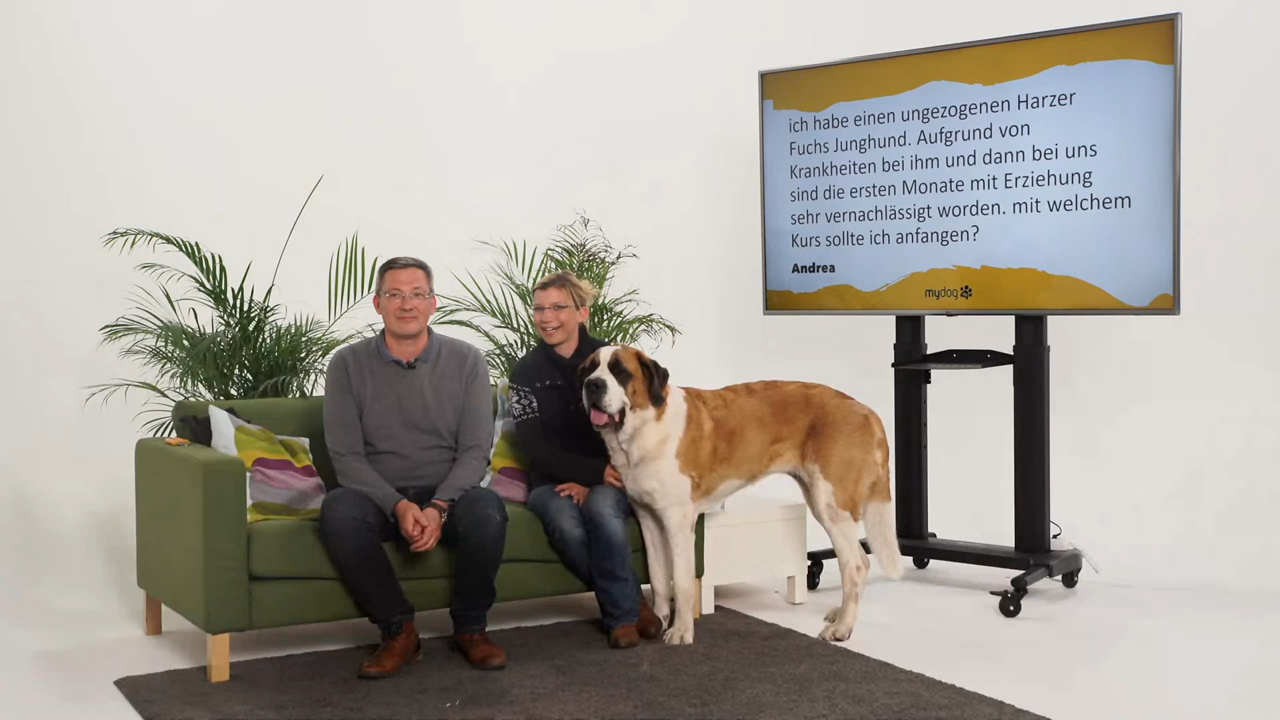 ich habe einen ungezogenen Harzer
Fuchs Junghund. Aufgrund von
Krankheiten bei ihm und dann bei uns
sind die ersten Monate mit Erziehung
sehr vernachlässigt worden. mit welchem
Kurs sollte ich anfangen?
Andrea
mydog